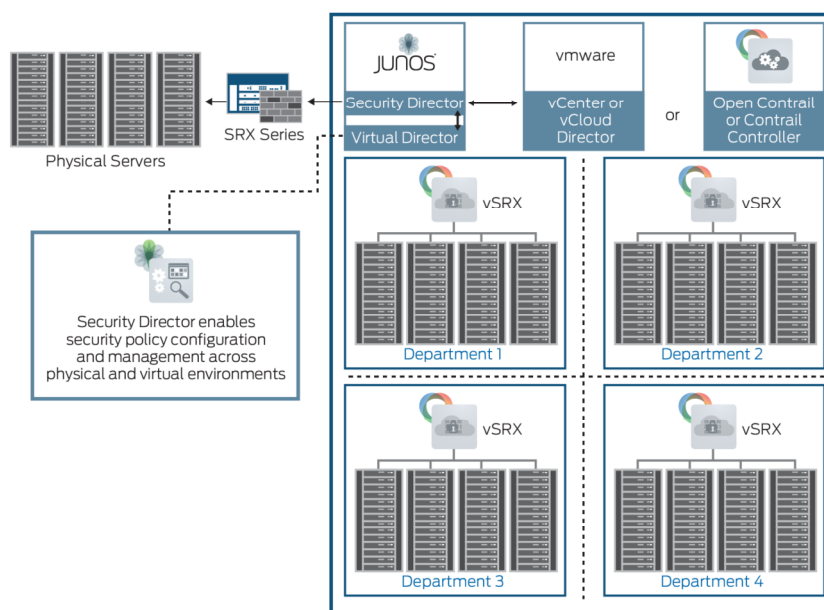 JUNOS
Security Director
Virtual Director
vmware
vCenter or
vCloud
Director
or
Open Contrail
or Contrail
Controller
Physical Servers
SRX Series
Security Director enables
security policy configuration
and management across
physical and virtual environments
vSRX
Department 1
vSRX
Department 2
vSRX
Department 3
vSRX
Department 4